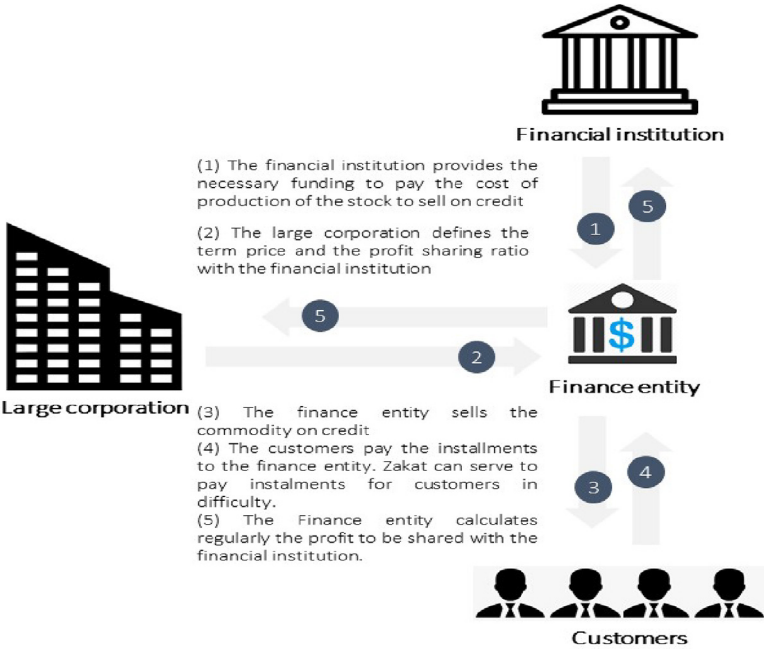 Financial institution
(1) The financial institution provides the
necessary funding to pay the cost of
production of the stock to sell on credit
5
1
(2) The large corporation defines the
term price and the profit sharing ratio
with the financial institution
5
$
2
Finance entity
Large corporation
(3) The finance entity sells the
commodity on credit
(4) The customers pay the installments
to the finance entity. Zakat can serve to
pay instalments for customers in
difficulty.
(5) The Finance entity calculates
regularly the profit to be shared with the
financial institution.
4
3
Customers